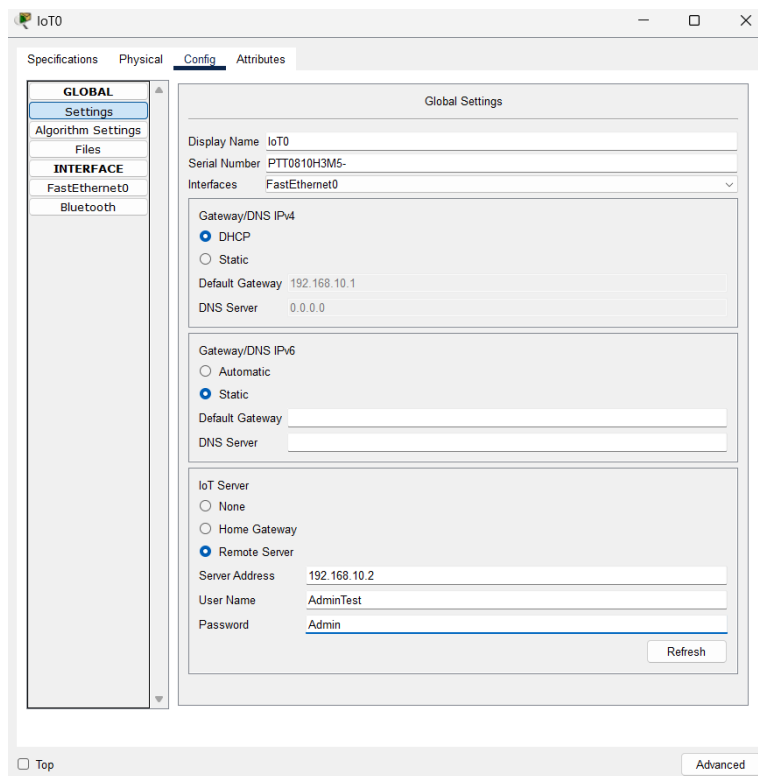 IoT0
Specifications Physical Config Attributes
GLOBAL
Settings
Algorithm Settings
Files
INTERFACE
FastEthernet0
Bluetooth
Global Settings
Display Name IoT0
Serial Number PTT0810H3M5-
Interfaces FastEthernet0
Gateway/DNS IPv4
DHCP
Static
Default Gateway 192.168.10.1
DNS Server 0.0.0.0
Gateway/DNS IPv6
Automatic
Static
Default Gateway
DNS Server
IoT Server
None
Home Gateway
Remote Server
Server Address 192.168.10.2
User Name AdminTest
Password Admin
Refresh
Top
Advanced